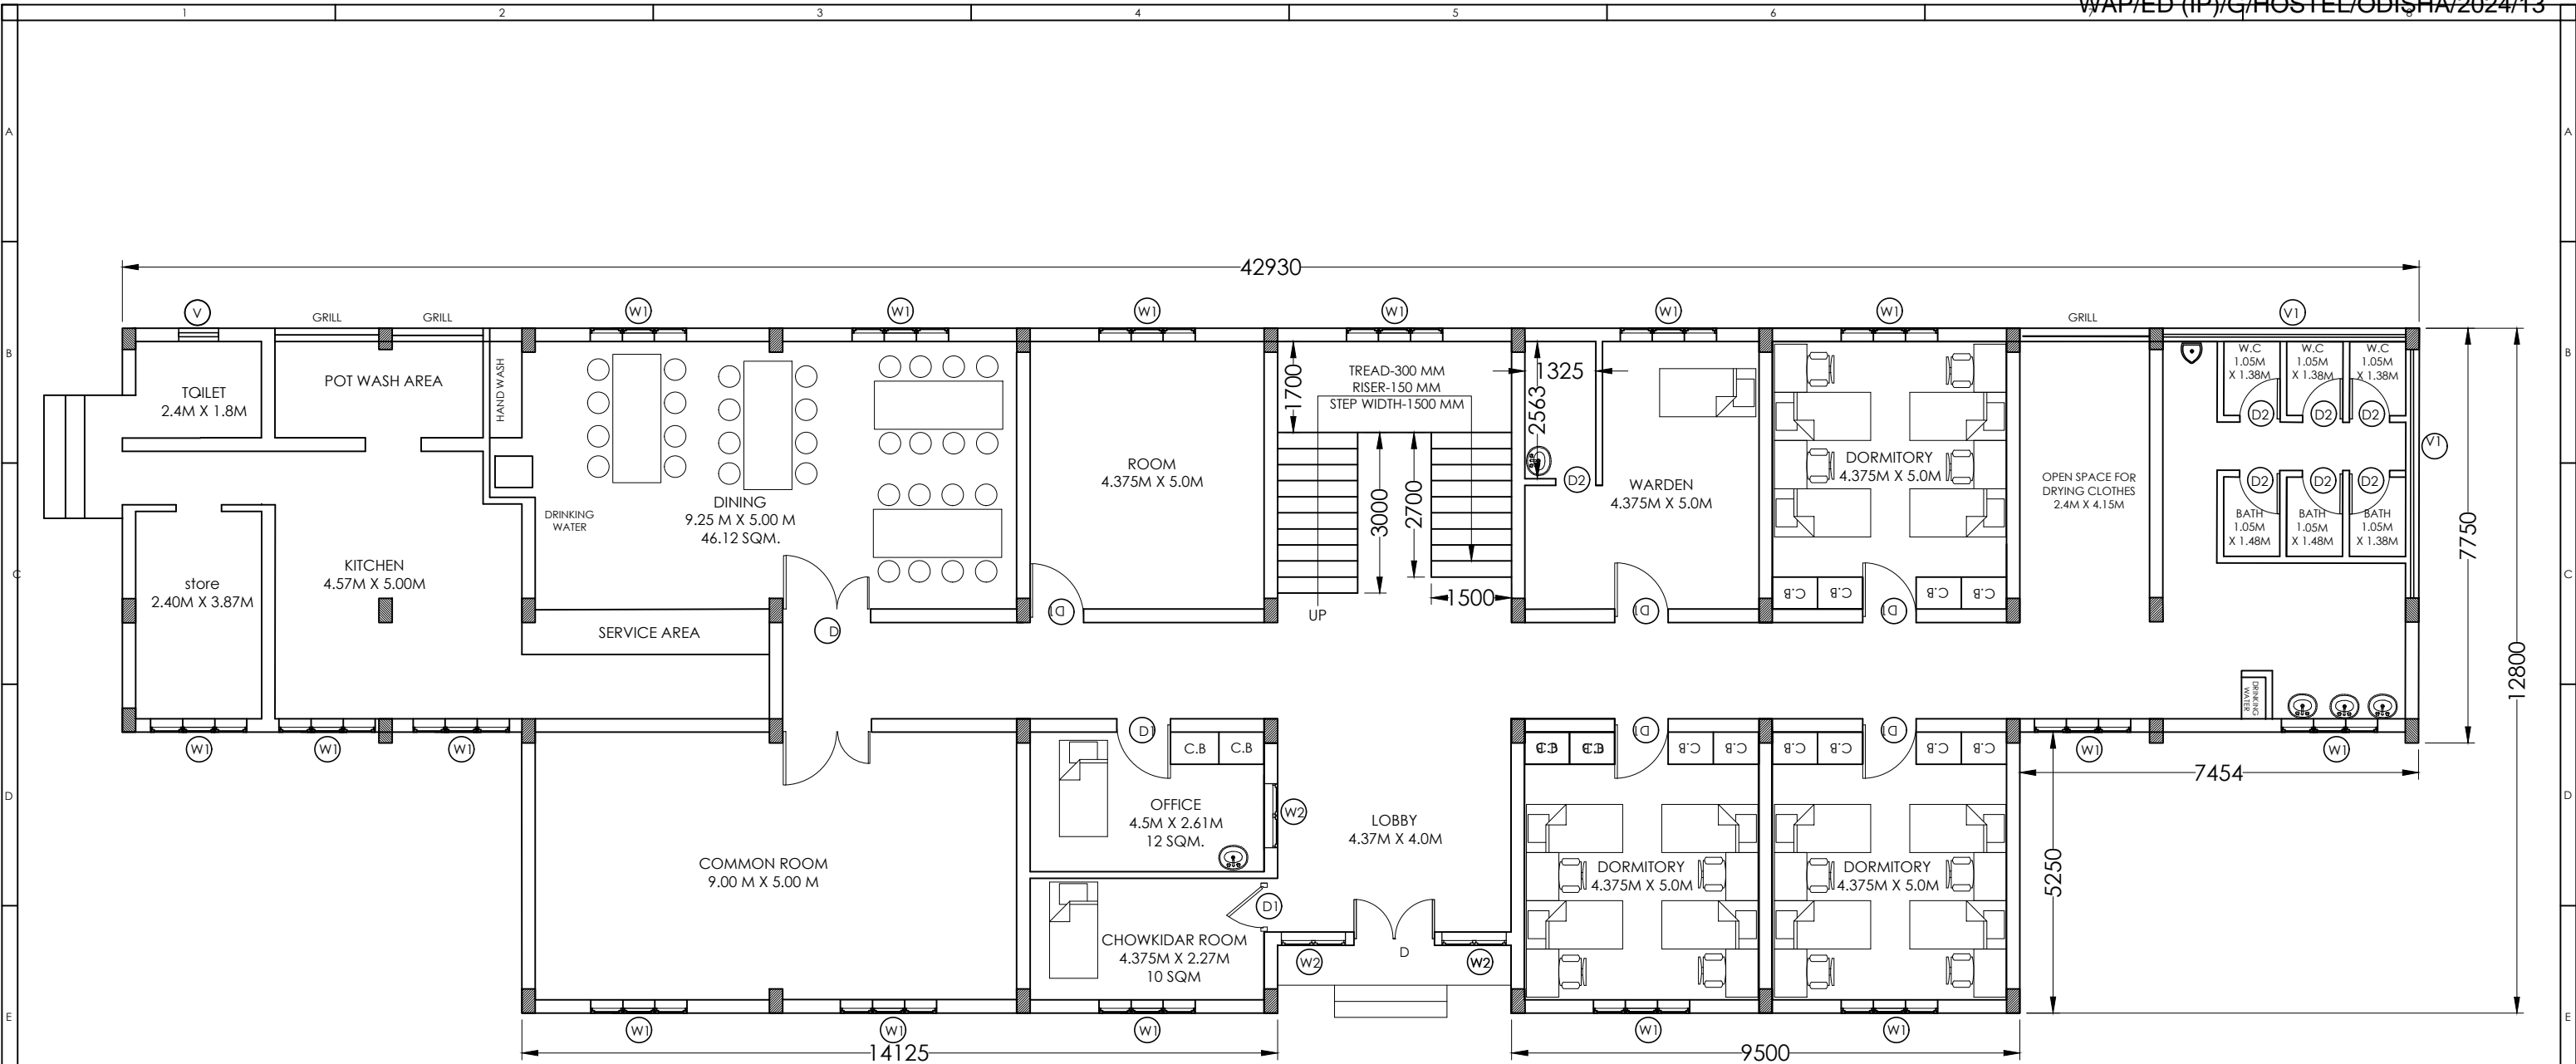 WAP/ED (IP)/G/HOSTEL/ODISHA/2024/13
1
2
3
4
5
6
7
8
A
A
42930
V
GRILL
GRILL
W1
W1
W1
W1
W1
W1
GRILL
V1
B
B
TOILET
2.4M X 1.8M
POT WASH AREA
HAND WASH
1700
TREAD-300 MM
RISER-150 MM
STEP WIDTH-1500 MM
1325
2563
W.C
1.05M
X 1.38M
W.C
1.05M
X 1.38M
W.C
1.05M
X 1.38M
D2
D2
D2
V1
ROOM
4.375M X 5.0M
DORMITORY
4.375M X 5.0M
D2
WARDEN
4.375M X 5.0M
OPEN SPACE FOR
DRYING CLOTHES
2.4M X 4.15M
D2
D2
D2
DINING
9.25 M X 5.00 M
46.12 SQM.
DRINKING
WATER
3000
2700
BATH
1.05M
X 1.48M
BATH
1.05M
X 1.48M
BATH
1.05M
X 1.38M
7750
C
C
KITCHEN
4.57M X 5.00M
store
2.40M X 3.87M
1500
C.B
C.B
C.B
C.B
D1
D1
D1
UP
SERVICE AREA
D
12800
DRINKING
WATER
W1
W1
W1
D1
D1
D1
W1
W1
C.B
C.B
C.B
C.B
C.B
C.B
C.B
C.B
C.B
C.B
7454
D
D
OFFICE
4.5M X 2.61M
12 SQM.
W2
LOBBY
4.37M X 4.0M
COMMON ROOM
9.00 M X 5.00 M
DORMITORY
4.375M X 5.0M
DORMITORY
4.375M X 5.0M
5250
D1
CHOWKIDAR ROOM
4.375M X 2.27M
10 SQM
W2
D
W2
E
E
W1
W1
W1
W1
W1
14125
9500